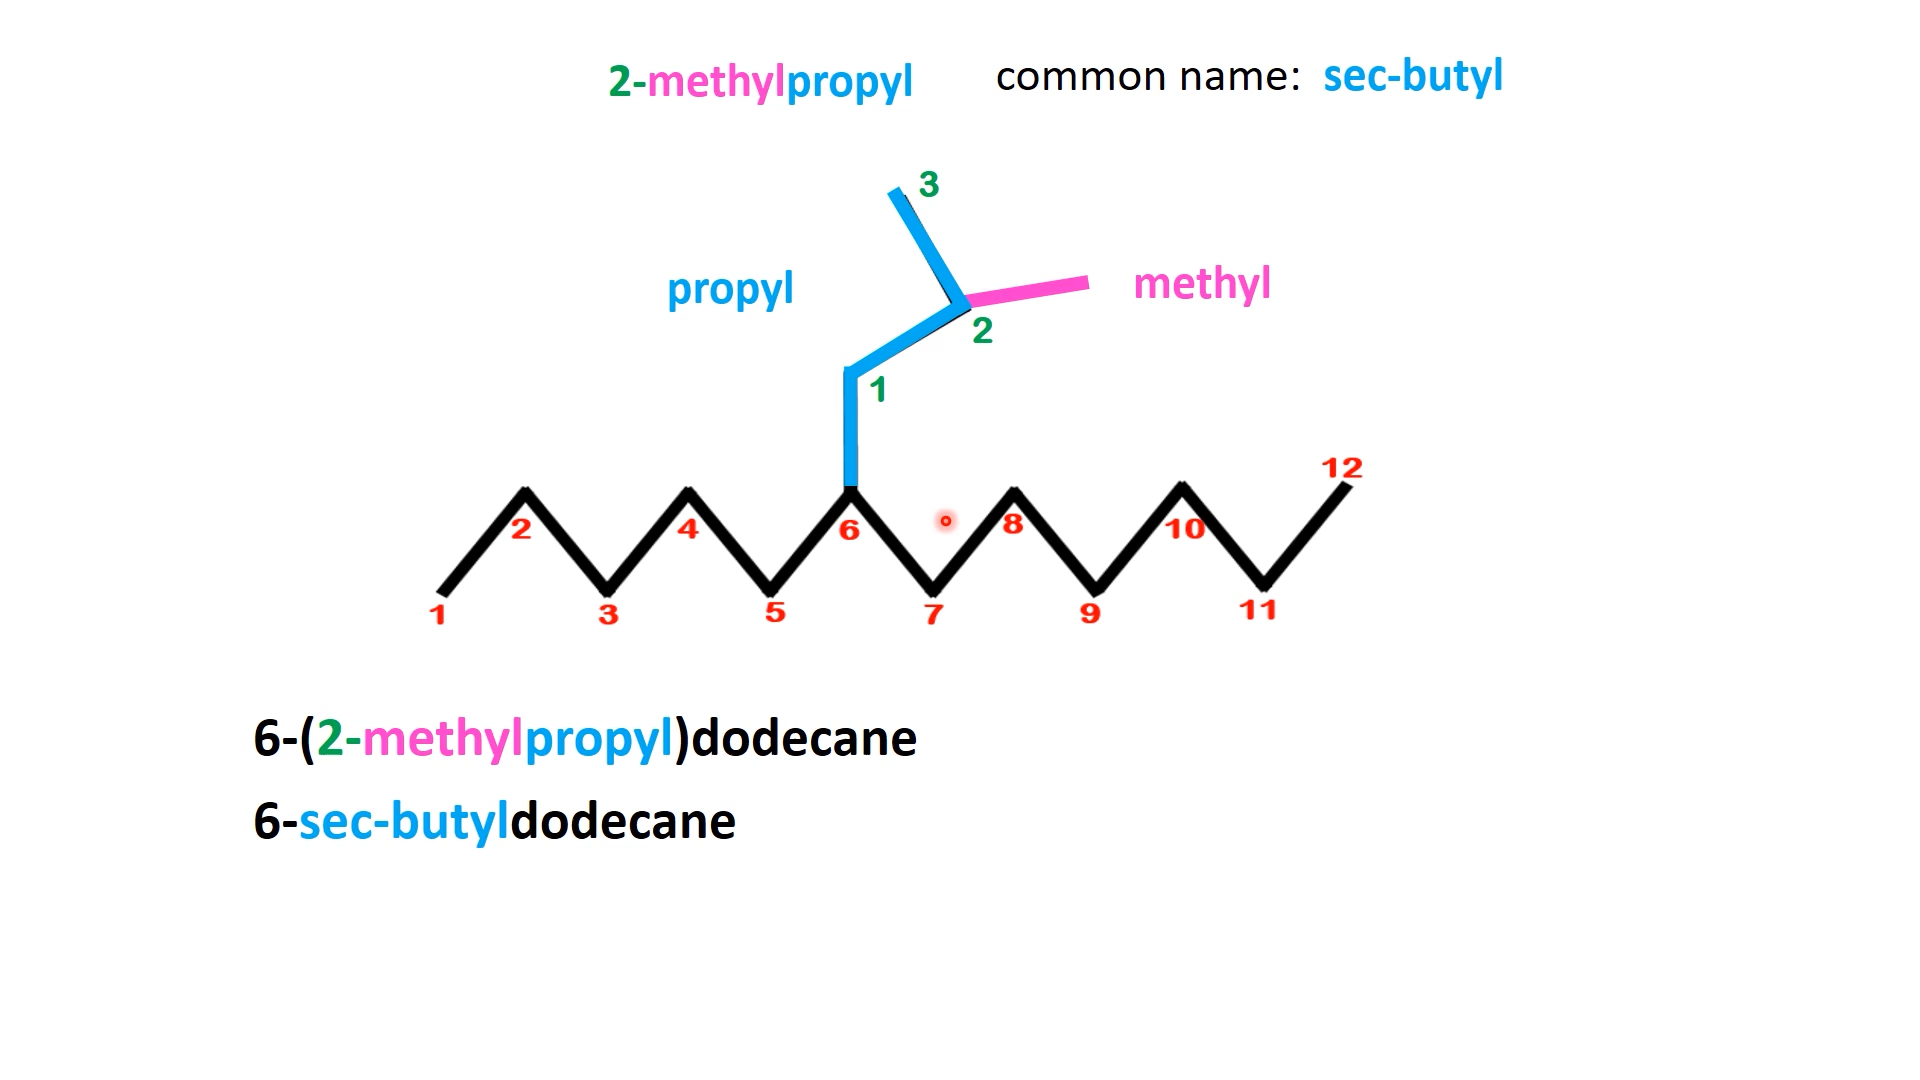 2-methylpropyl common name: sec-butyl
3
propyl methyl
2
1
12
2 4 6 8 10
1 3 5 7 9 11
6-(2-methylpropyl)dodecane
6-sec-butyldodecane